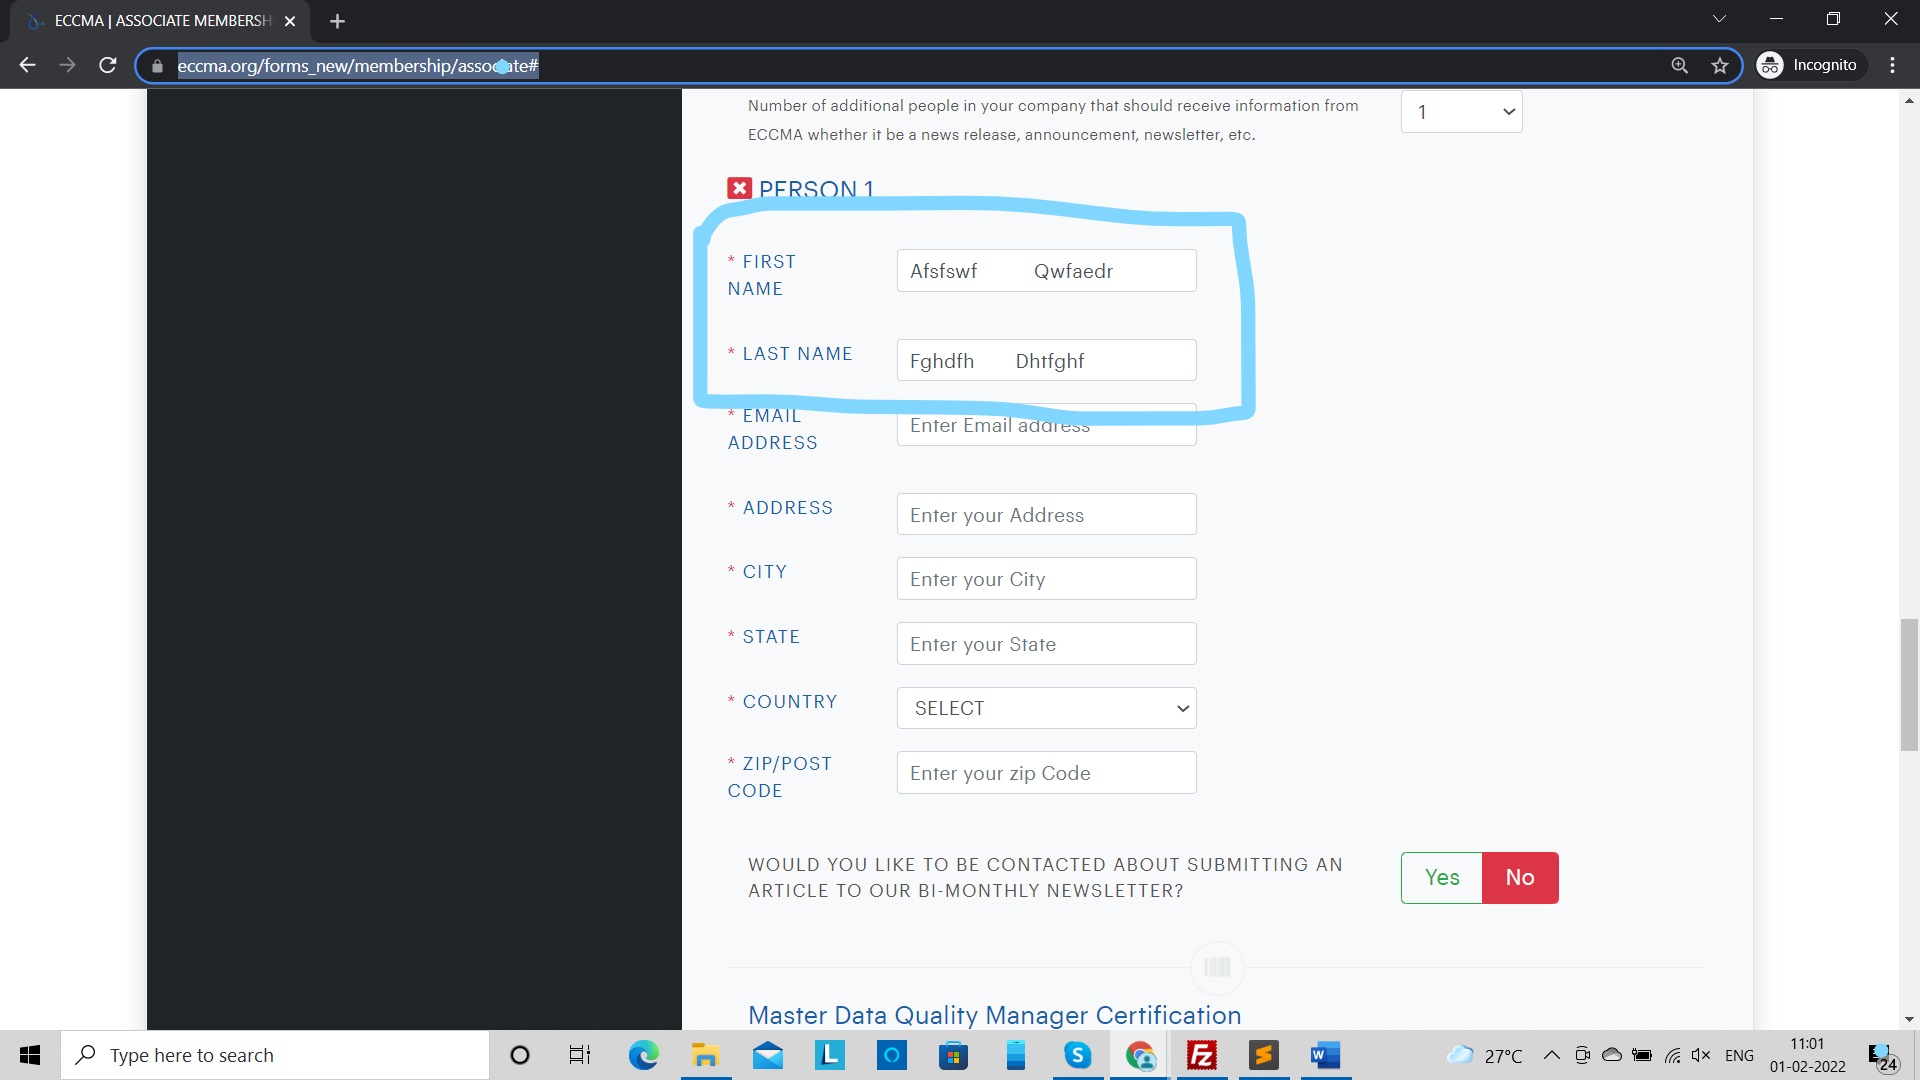 ECCMA | ASSOCIATE MEMBERSH
eccma.org/forms_new/membership/associate#
Incognito
Number of additional people in your company that should receive information from
ECCMA whether it be a news release, announcement, newsletter, etc.
1
PERSON 1
* FIRST
NAME
Afsfswf Qwfaedr
* LAST NAME
Fghdfh Dhtfghf
* EMAIL
ADDRESS
Enter Email address
* ADDRESS
Enter your Address
* CITY
Enter your City
* STATE
Enter your State
* COUNTRY
SELECT
* ZIP/POST
CODE
Enter your zip Code
WOULD YOU LIKE TO BE CONTACTED ABOUT SUBMITTING AN
ARTICLE TO OUR BI-MONTHLY NEWSLETTER?
Yes
No
Master Data Quality Manager Certification
Type here to search
L
S
FZ
S
W
27°C
ENG
11:01
01-02-2022
24